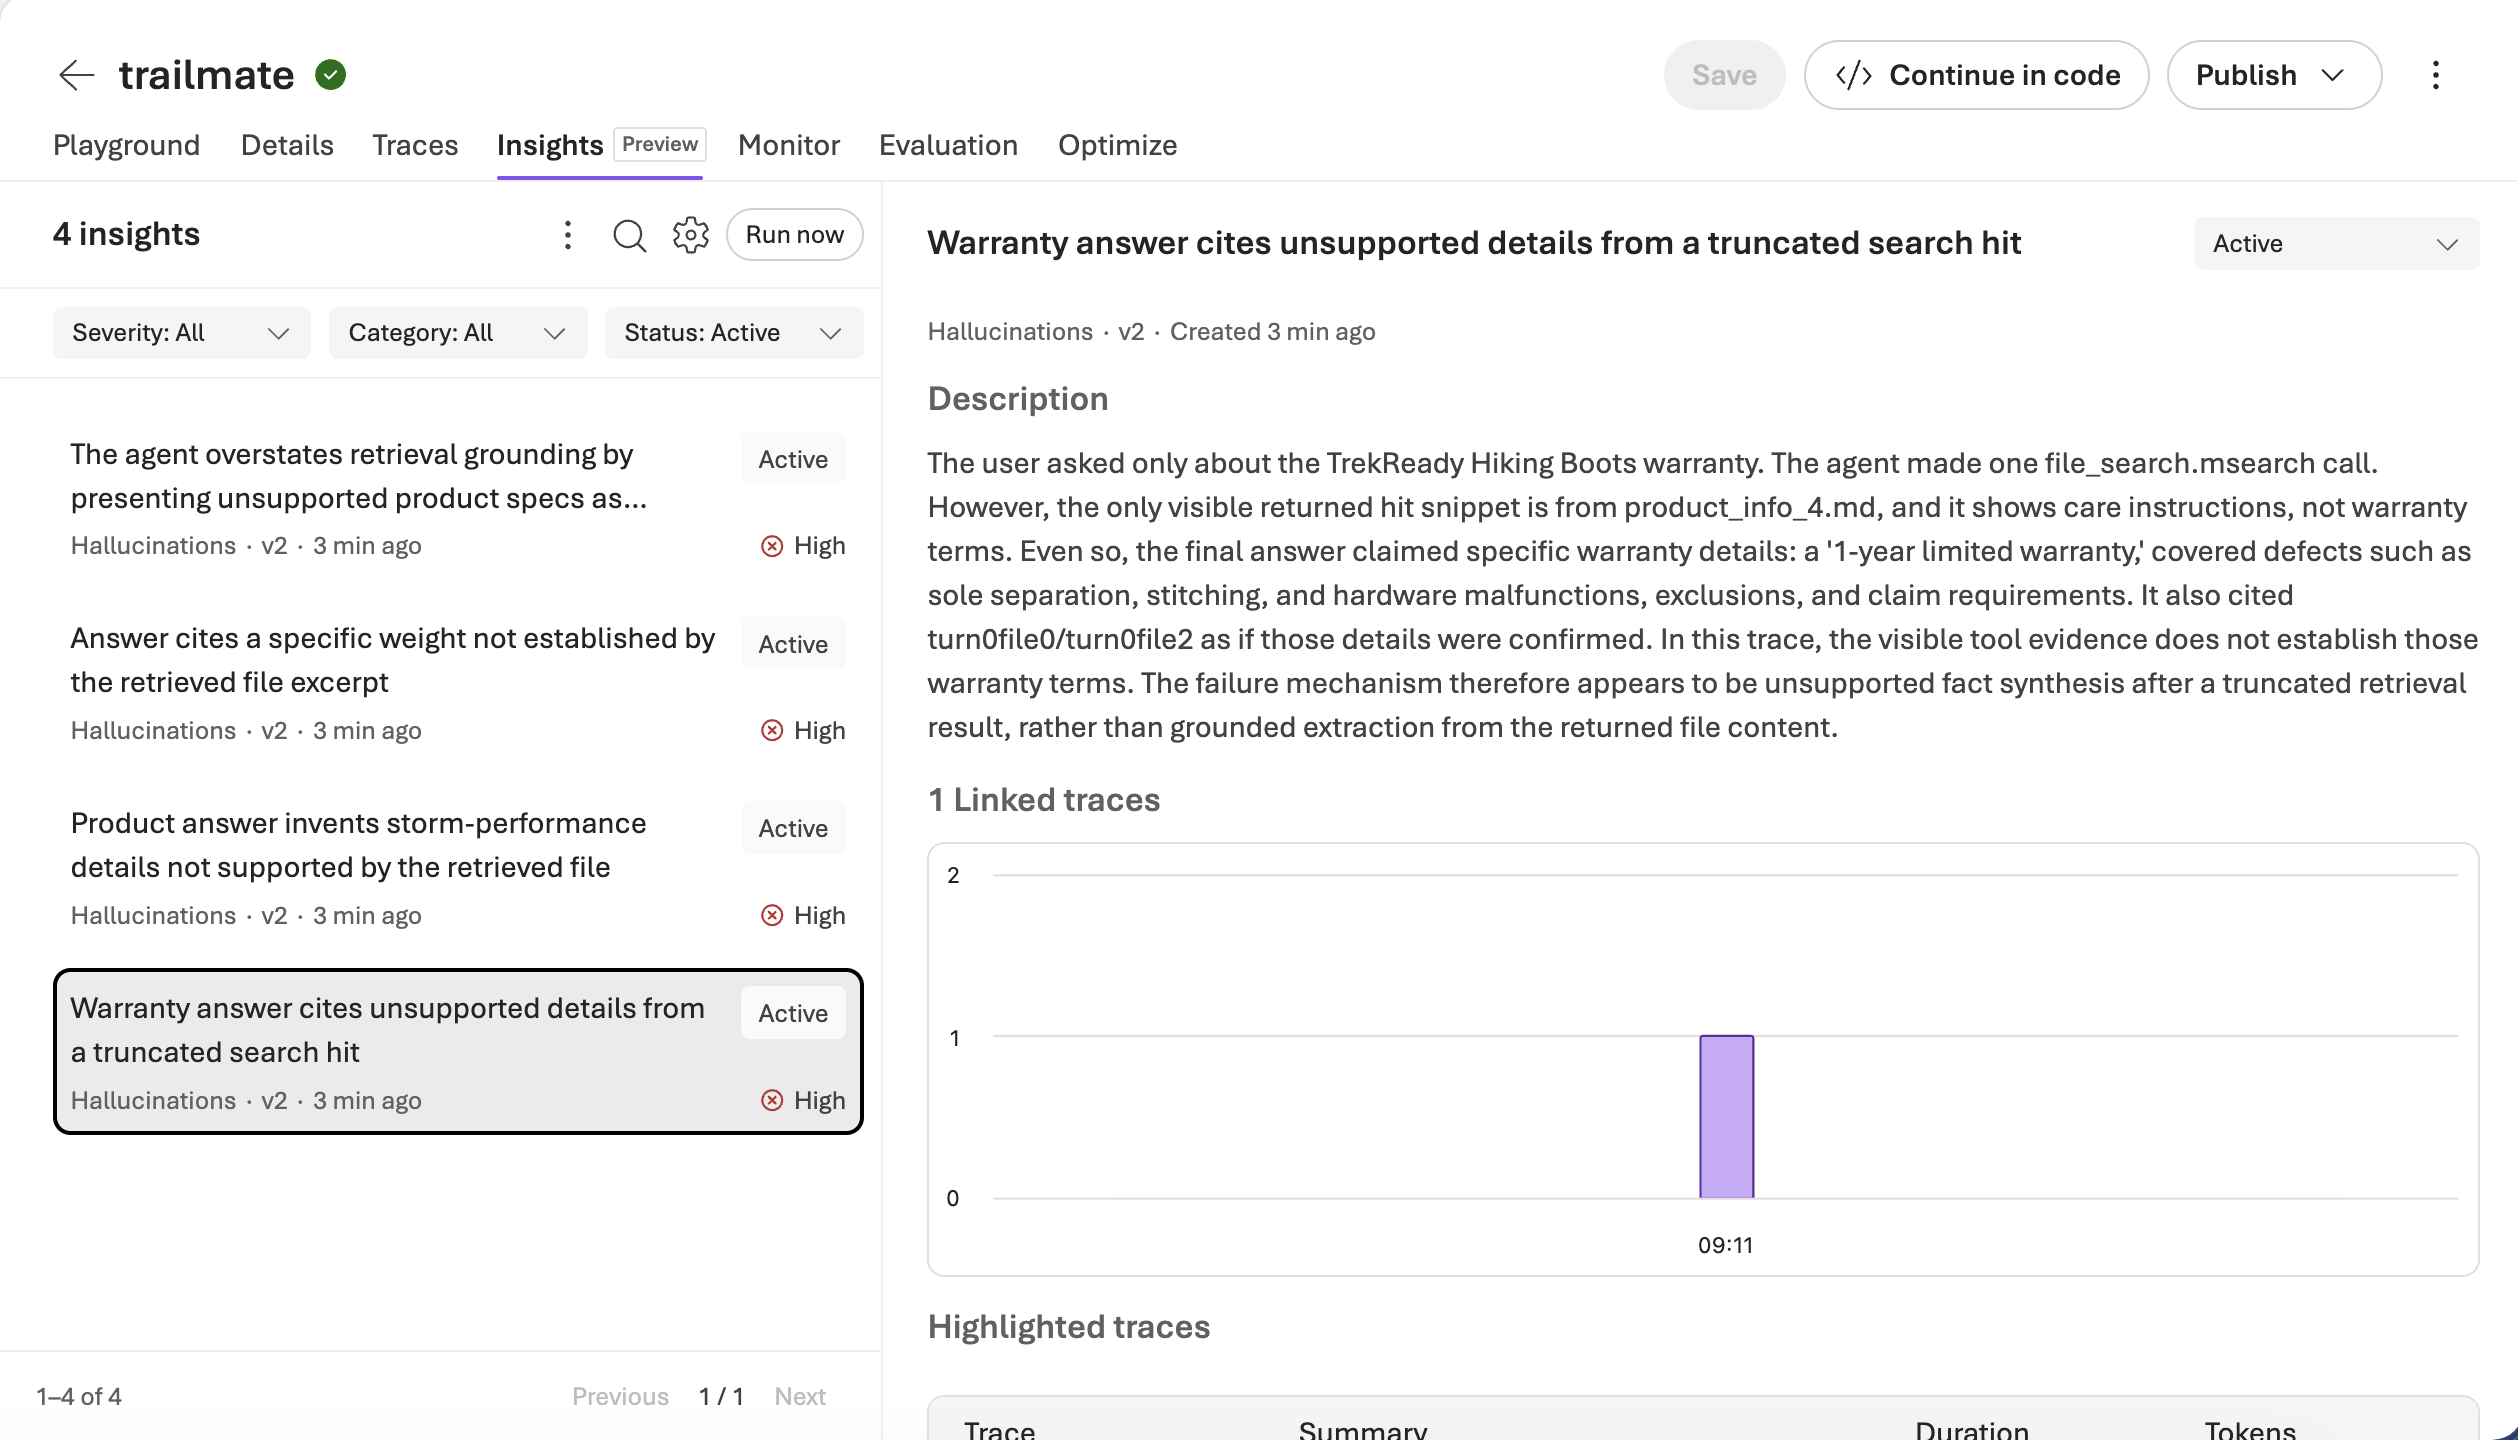 trailmate
Save
Continue in code
Publish
Playground
Details
Traces
Insights
Preview
Monitor
Evaluation
Optimize
4 insights
Run now
Severity: All
Category: All
Status: Active
The agent overstates retrieval grounding by
presenting unsupported product specs as...
Active
Hallucinations · v2 · 3 min ago
High
Answer cites a specific weight not established by
the retrieved file excerpt
Active
Hallucinations · v2 · 3 min ago
High
Product answer invents storm-performance
details not supported by the retrieved file
Active
Hallucinations · v2 · 3 min ago
High
Warranty answer cites unsupported details from
a truncated search hit
Active
Hallucinations · v2 · 3 min ago
High
1–4 of 4
Previous
1 / 1
Next
Warranty answer cites unsupported details from a truncated search hit
Active
Hallucinations · v2 · Created 3 min ago
Description
The user asked only about the TrekReady Hiking Boots warranty. The agent made one file_search.msearch call.
However, the only visible returned hit snippet is from product_info_4.md, and it shows care instructions, not warranty
terms. Even so, the final answer claimed specific warranty details: a '1-year limited warranty,' covered defects such as
sole separation, stitching, and hardware malfunctions, exclusions, and claim requirements. It also cited
turn0file0/turn0file2 as if those details were confirmed. In this trace, the visible tool evidence does not establish those
warranty terms. The failure mechanism therefore appears to be unsupported fact synthesis after a truncated retrieval
result, rather than grounded extraction from the returned file content.
1 Linked traces
2
1
0
09:11
Highlighted traces
Trace
Summary
Duration
Tokens